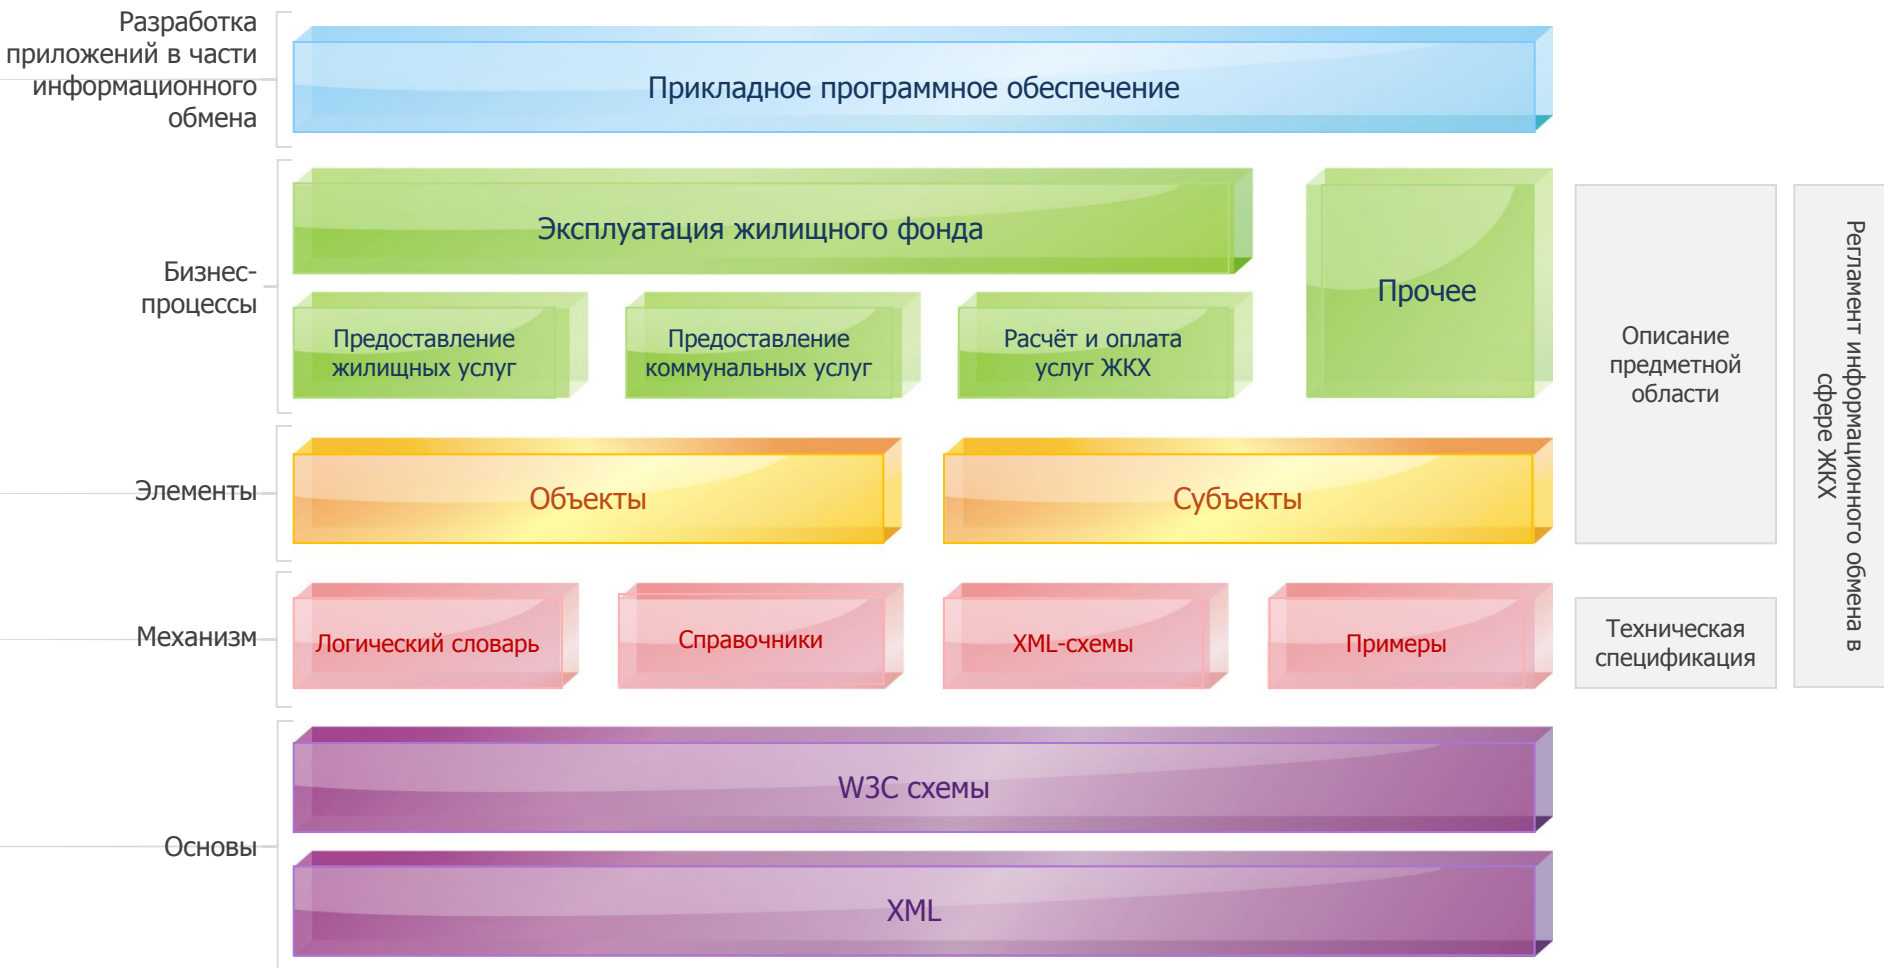 Разработка
приложений в части
информационного
обмена
Прикладное программное обеспечение
Бизнес-
процессы
Эксплуатация жилищного фонда
Прочее
Предоставление
жилищных услуг
Предоставление
коммунальных услуг
Расчёт и оплата
услуг ЖКХ
Описание
предметной
области
Регламент информационного обмена в
сфере ЖКХ
Элементы
Объекты
Субъекты
Механизм
Логический словарь
Справочники
XML-схемы
Примеры
Техническая
спецификация
Основы
W3C схемы
XML